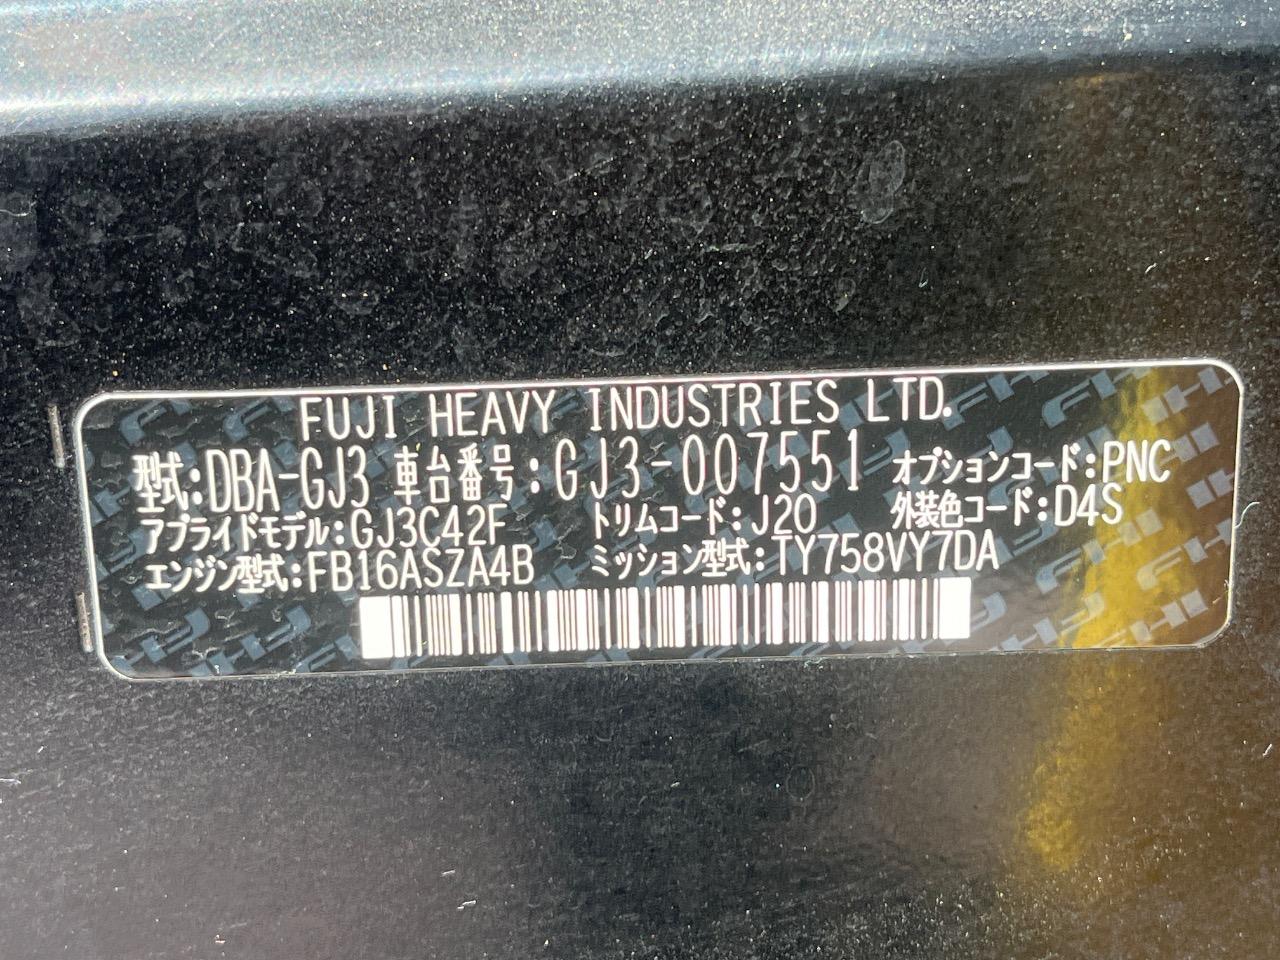 FUJI HEAVY INDUSTRIES LTD.
型式:DBA-GJ3 車台番号:GJ3-007551 オプションコード:PNC
アプライドモデル:GJ3C42F トリムコード:J20 外装色コード:D4S
エンジン型式:FB16ASZA4B ミッション型式:TY758VY7DA